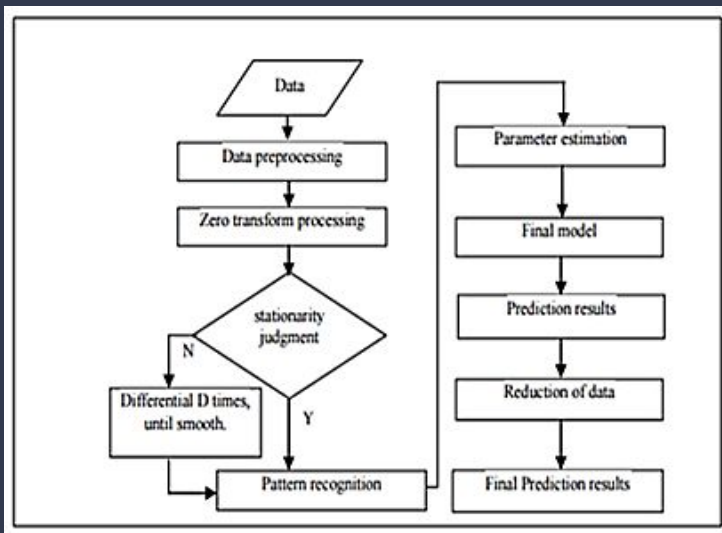 Data
Data preprocessing
Zero transform processing
stationarity
judgment
N
Differential D times,
until smooth.
Y
Pattern recognition
Parameter estimation
Final model
Prediction results
Reduction of data
Final Prediction results